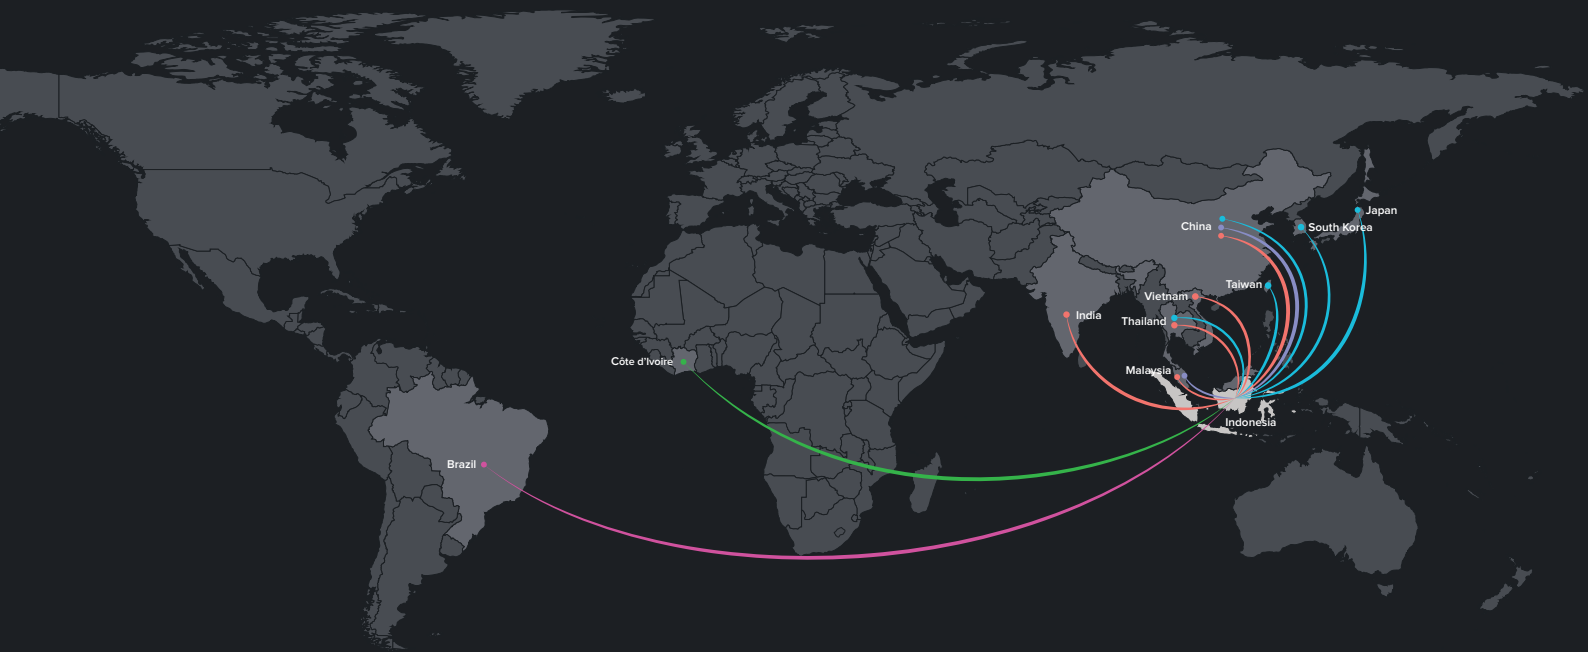 Japan
China
South Korea
Taiwan
Vietnam
India
Thailand
Côte d'Ivoire
Malaysia
Indonesia
Brazil